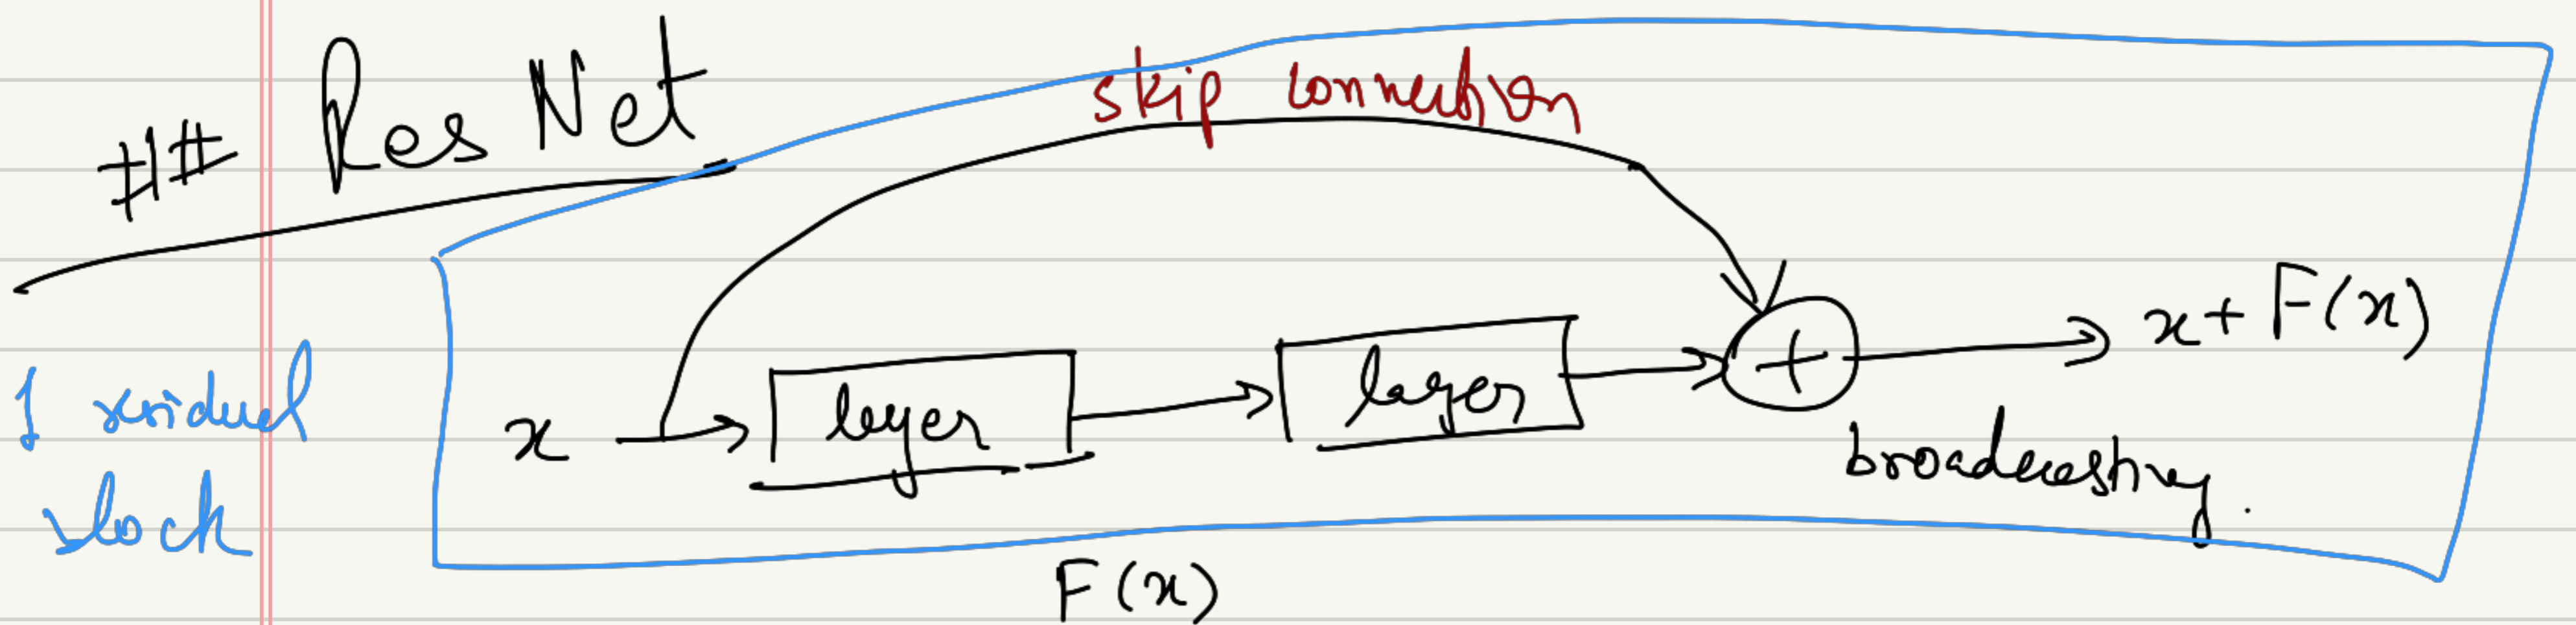 ## ResNet
skip connection
x + F(x)
x
layer
layer
+
broadcasting.
1 residual
block
F(x)